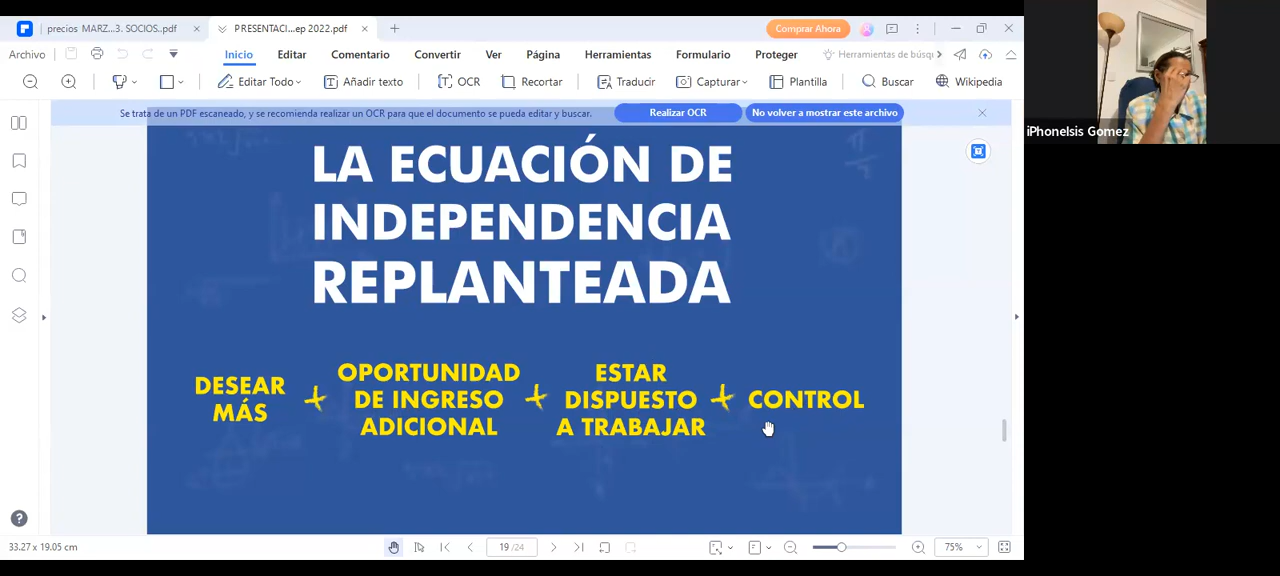 precios MARZ...3. SOCIOS..pdf
PRESENTACI...ep 2022.pdf
Comprar Ahora
Archivo
Inicio
Editar
Comentario
Convertir
Ver
Página
Herramientas
Formulario
Proteger
Herramientas de búsqu
Editar Todo
Añadir texto
OCR
Recortar
Traducir
Capturar
Plantilla
Buscar
Wikipedia
Se trata de un PDF escaneado, y se recomienda realizar un OCR para que el documento se pueda editar y buscar.
Realizar OCR
No volver a mostrar este archivo
iPhoneIsis Gomez
LA ECUACIÓN DE
INDEPENDENCIA
REPLANTEADA
DESEAR
MÁS
+
OPORTUNIDAD
DE INGRESO
ADICIONAL
+
ESTAR
DISPUESTO
A TRABAJAR
+
CONTROL
33.27 x 19.05 cm
19 /24
75%